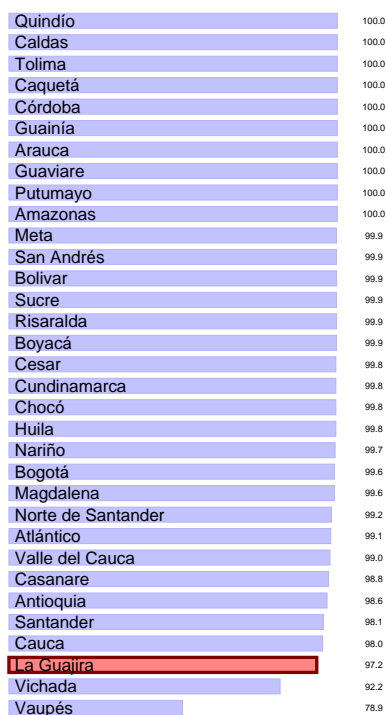 Quindío 100.0
Caldas 100.0
Tolima 100.0
Caquetá 100.0
Córdoba 100.0
Guainía 100.0
Arauca 100.0
Guaviare 100.0
Putumayo 100.0
Amazonas 100.0
Meta 99.9
San Andrés 99.9
Bolivar 99.9
Sucre 99.9
Risaralda 99.9
Boyacá 99.9
Cesar 99.8
Cundinamarca 99.8
Chocó 99.8
Huila 99.8
Nariño 99.7
Bogotá 99.6
Magdalena 99.6
Norte de Santander 99.2
Atlántico 99.1
Valle del Cauca 99.0
Casanare 98.8
Antioquia 98.6
Santander 98.1
Cauca 98.0
La Guajira 97.2
Vichada 92.2
Vaupés 78.9